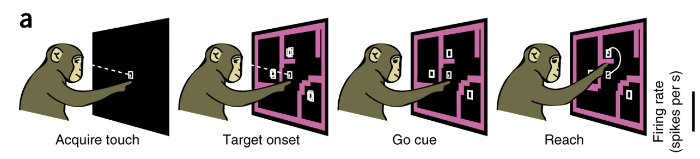 a
Acquire touch
Target onset
Go cue
Reach
Firing rate
(spikes per s)